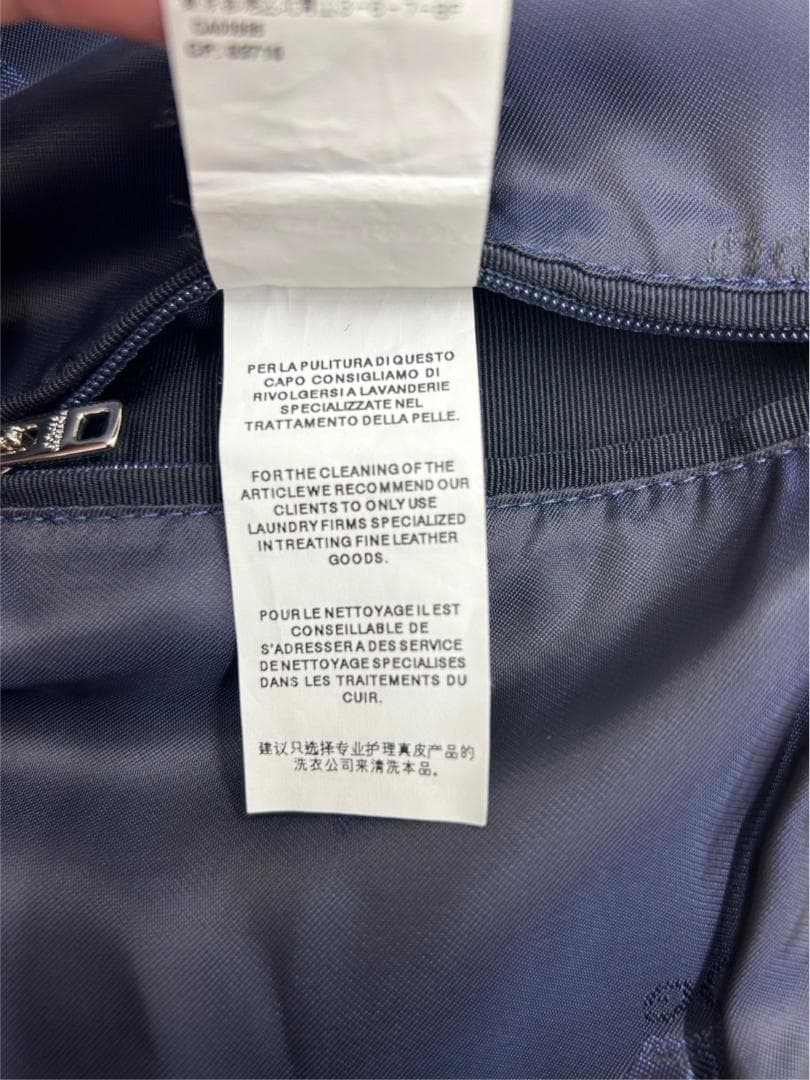 CP: 59718
PER LA PULITURA DI QUESTO
CAPO CONSIGLIAMO DI
RIVOLGERSI A LAVANDERIE
SPECIALIZZATE NEL
TRATTAMENTO DELLA PELLE.
FOR THE CLEANING OF THE
ARTICLE WE RECOMMEND OUR
CLIENTS TO ONLY USE
LAUNDRY FIRMS SPECIALIZED
IN TREATING FINE LEATHER
GOODS.
POUR LE NETTOYAGE IL EST
CONSEILLABLE DE
S'ADRESSER A DES SERVICE
DE NETTOYAGE SPECIALISES
DANS LES TRAITEMENTS DU
CUIR.
建议只选择专业护理真皮产品的
洗衣公司来清洗本品。